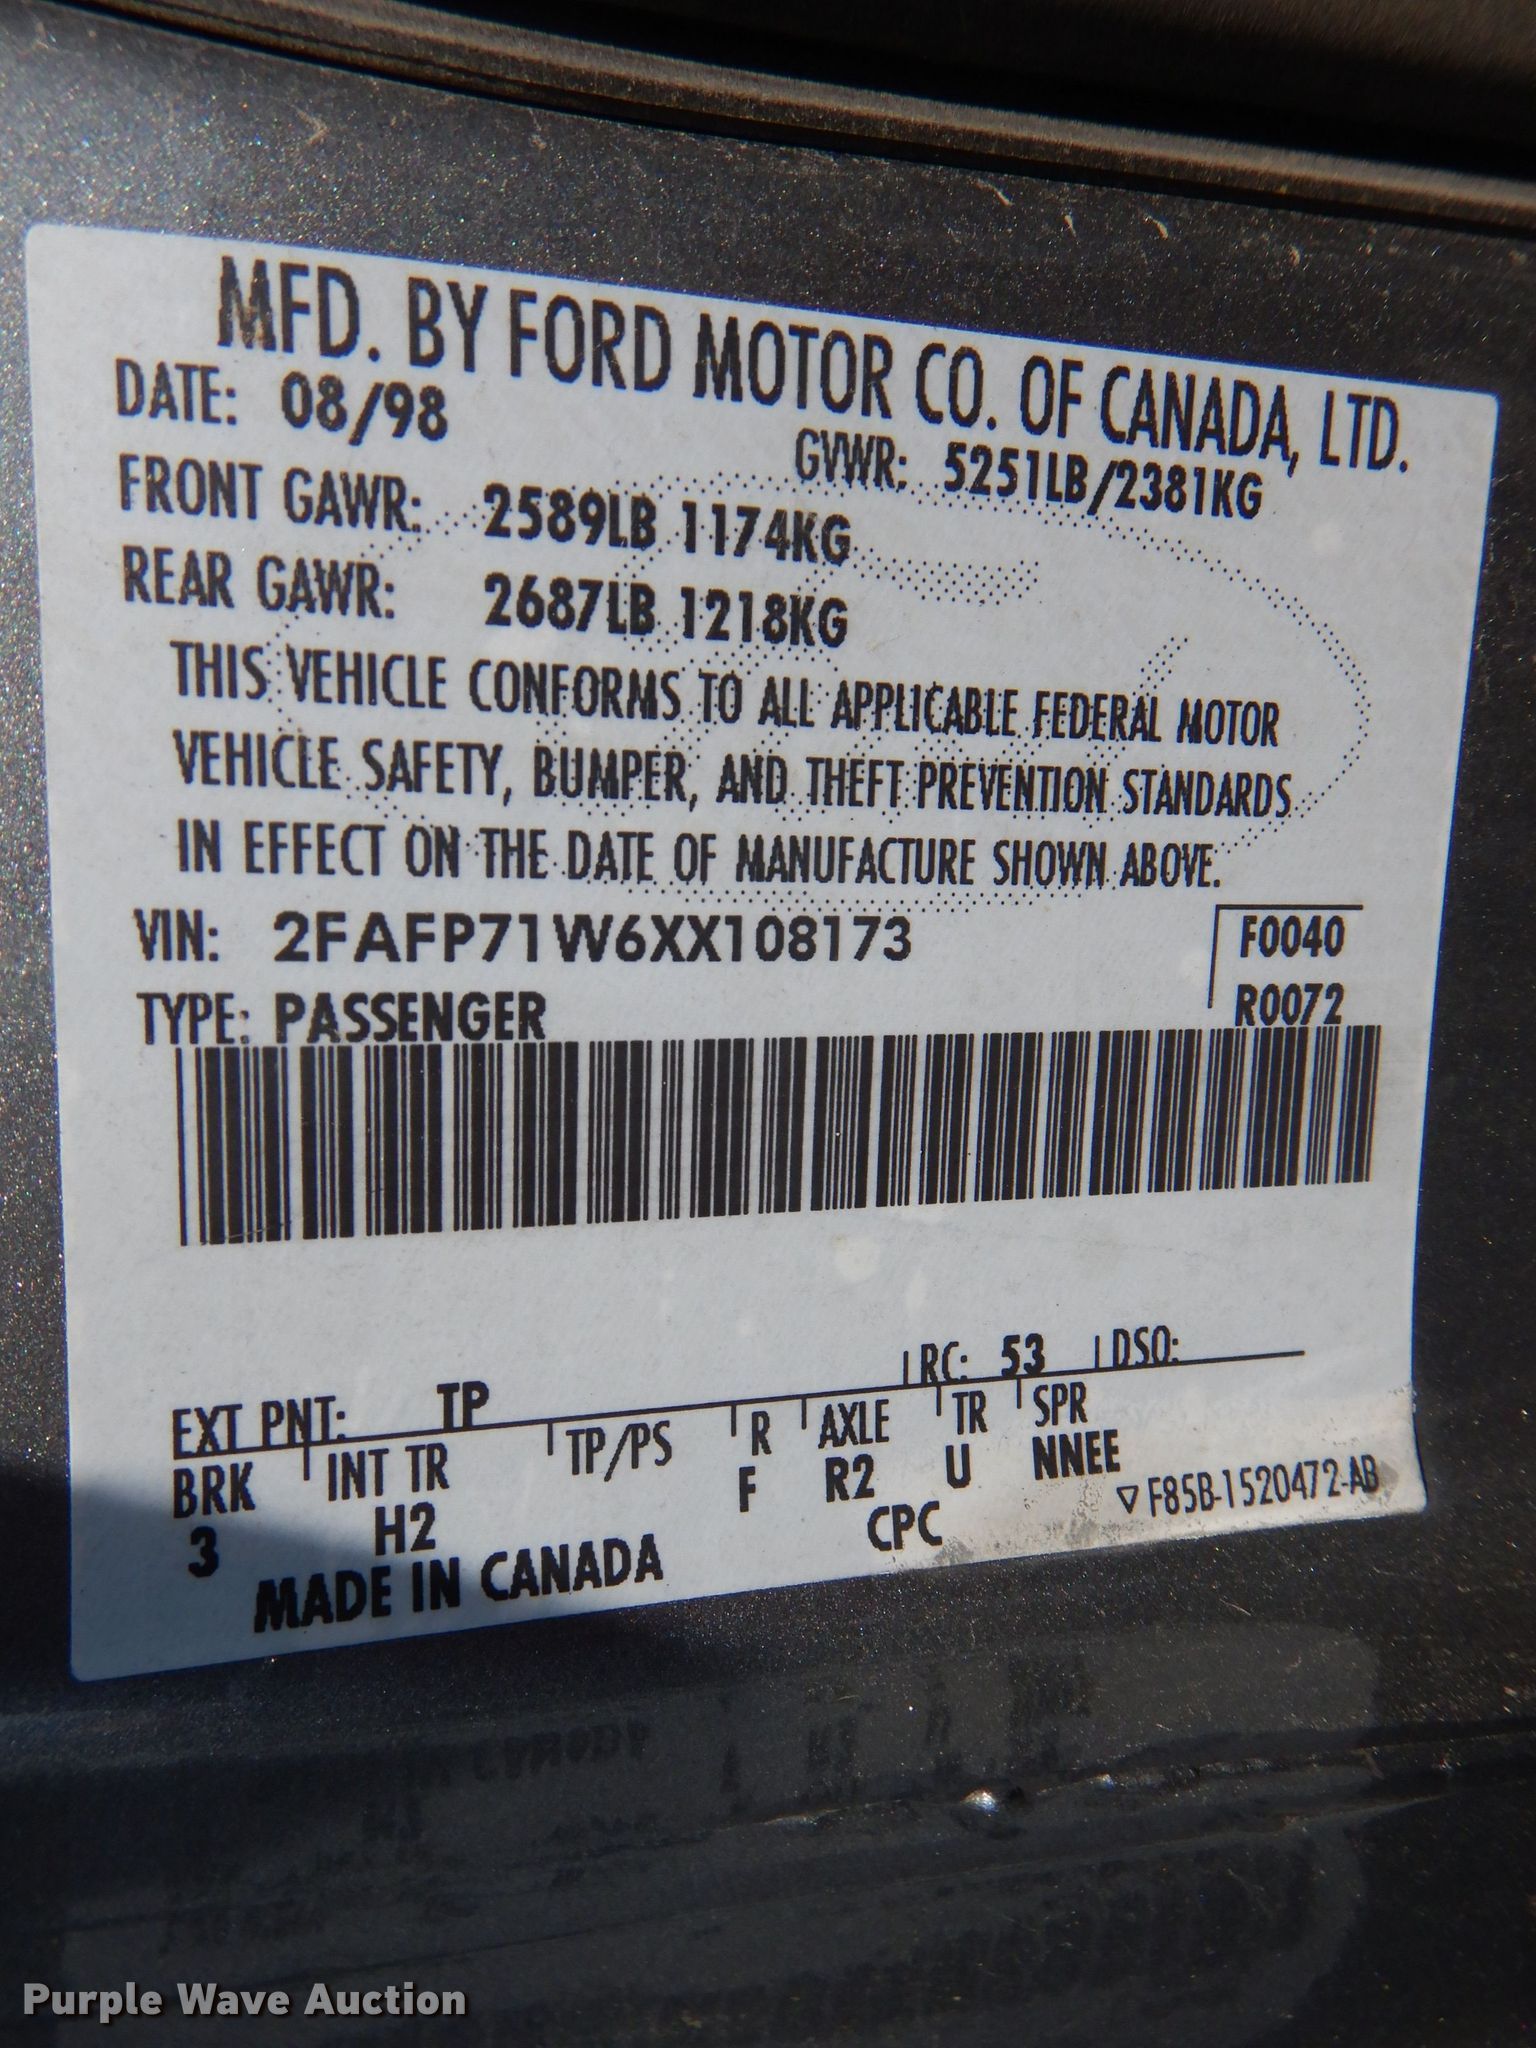 MFD. BY FORD MOTOR CO. OF CANADA, LTD.
DATE: 08/98
GVWR: 5251LB/2381KG
FRONT GAWR: 2589LB 1174KG
REAR GAWR: 2687LB 1218KG
THIS VEHICLE CONFORMS TO ALL APPLICABLE FEDERAL MOTOR
VEHICLE SAFETY, BUMPER, AND THEFT PREVENTION STANDARDS
IN EFFECT ON THE DATE OF MANUFACTURE SHOWN ABOVE.
VIN: 2FAFP71W6XX108173
F0040
TYPE: PASSENGER
R0072
EXT PNT: TP
RC: 53 DSO:
BRK INT TR TP/PS R AXLE TR SPR
3 H2 F R2 U NNEE
MADE IN CANADA
CPC
▽ F85B-1520472-AB
Purple Wave Auction